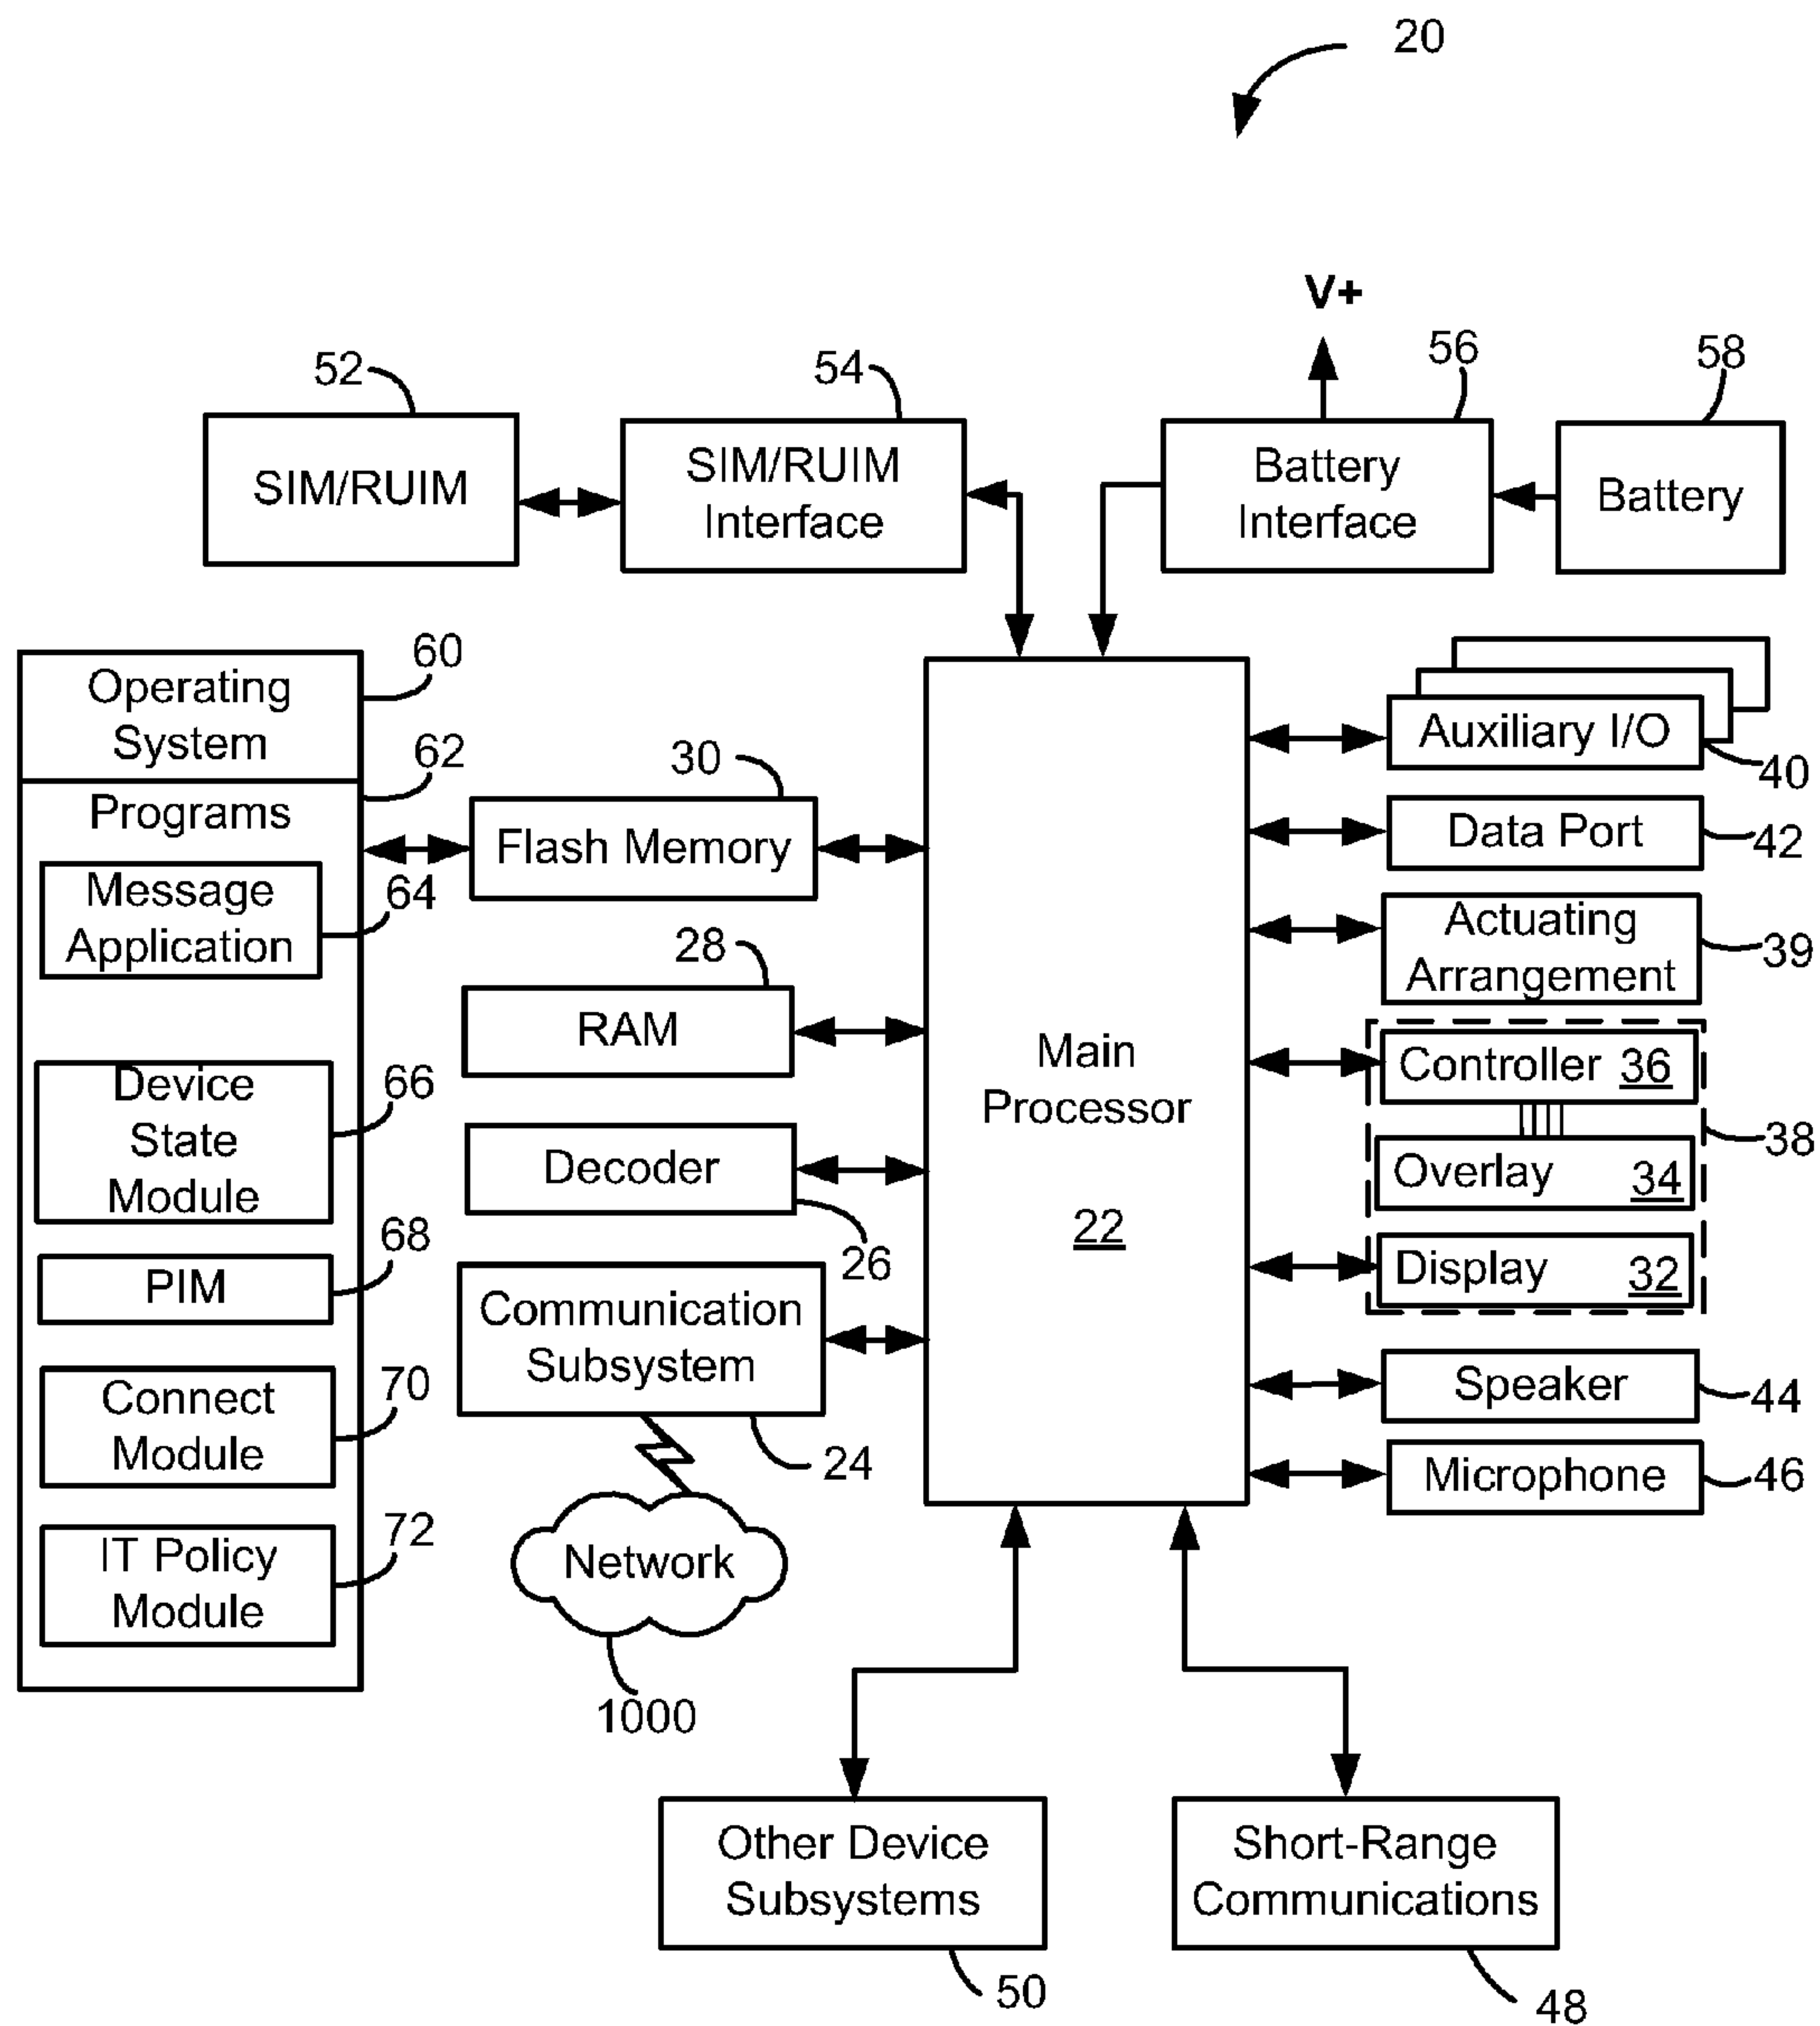 20
V+
52
54
56
58
SIM/RUIM
SIM/RUIM
Interface
Battery
Interface
Battery
Operating
System
60
Programs
62
Message
Application
64
Device
State
Module
66
PIM
68
Connect
Module
70
IT Policy
Module
72
30
Flash Memory
28
RAM
Decoder
26
Communication
Subsystem
24
Network
1000
Main
Processor
22
Auxiliary I/O
40
Data Port
42
Actuating
Arrangement
39
Controller 36
38
Overlay 34
Display 32
Speaker
44
Microphone
46
Other Device
Subsystems
50
Short-Range
Communications
48